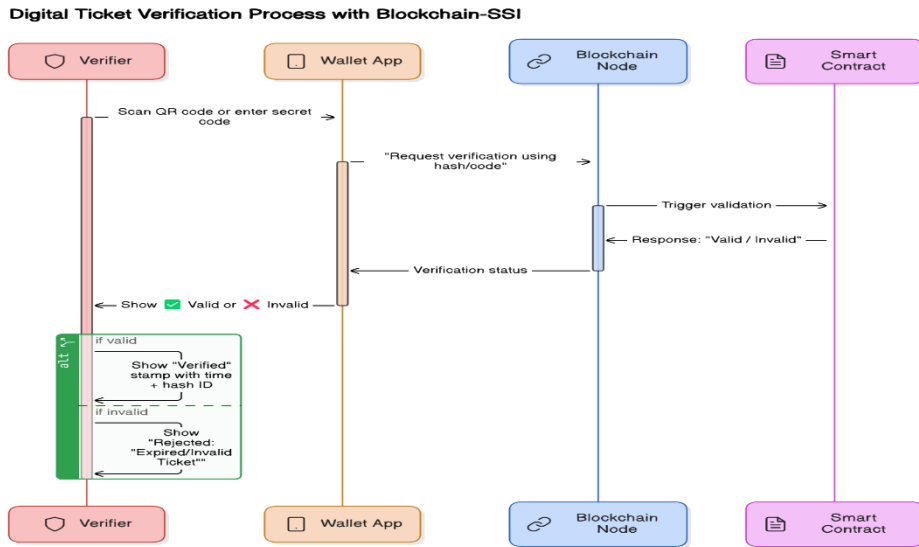 Digital Ticket Verification Process with Blockchain-SSI
Verifier
Wallet App
Blockchain
Node
Smart
Contract
Scan QR code or enter secret
code
"Request verification using
hash/code"
Trigger validation
Response: "Valid / Invalid"
Verification status
Show ✅ Valid or ❌ Invalid
alt
if valid
Show "Verified"
stamp with time
+ hash ID
if invalid
Show
"Rejected:
"Expired/Invalid
Ticket""
Verifier
Wallet App
Blockchain
Node
Smart
Contract